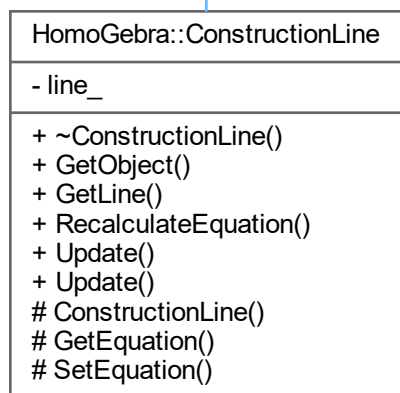 HomoGebra::ConstructionLine
- line_
+ ~ConstructionLine()
+ GetObject()
+ GetLine()
+ RecalculateEquation()
+ Update()
+ Update()
# ConstructionLine()
# GetEquation()
# SetEquation()